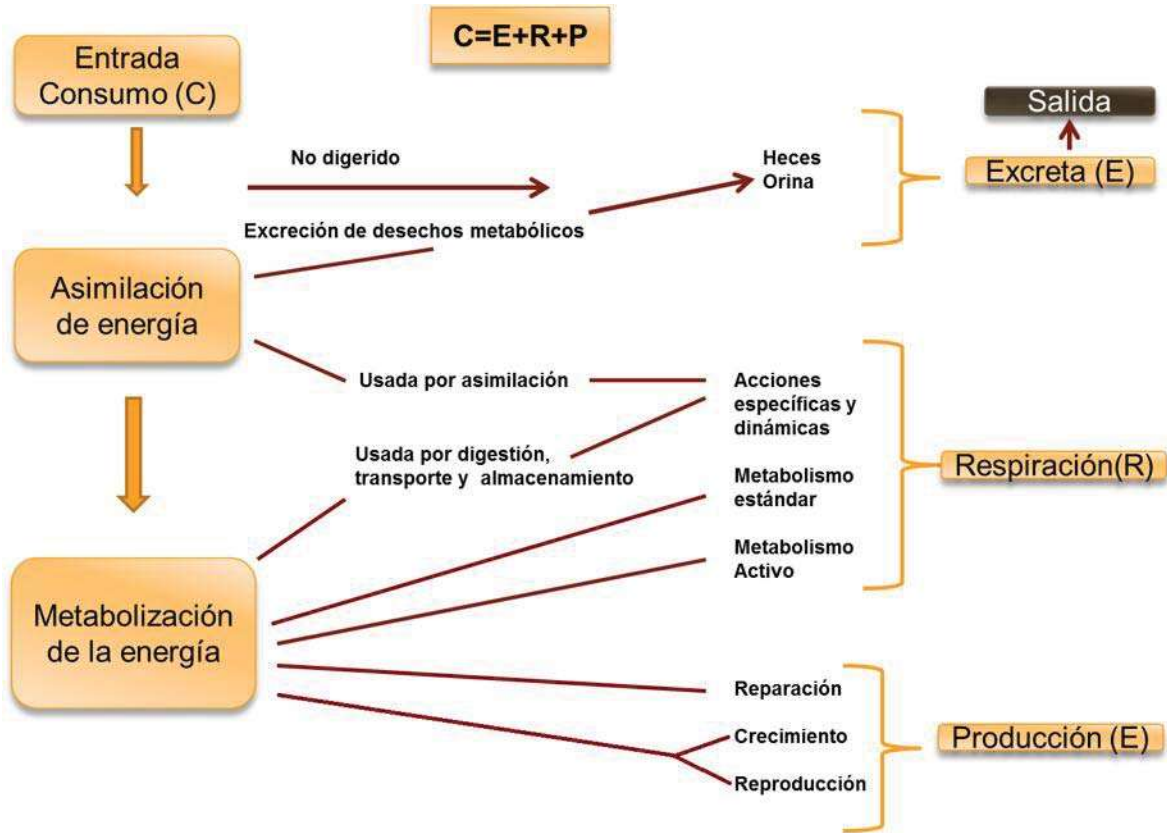 C=E+R+P
Entrada
Consumo (C)
Salida
No digerido
Heces
Orina
Excreta (E)
Excreción de desechos metabólicos
Asimilación
de energía
Usada por asimilación
Acciones
específicas y
dinámicas
Usada por digestión,
transporte y almacenamiento
Respiración(R)
Metabolismo
estándar
Metabolismo
Activo
Metabolización
de la energía
Reparación
Crecimiento
Producción (E)
Reproducción